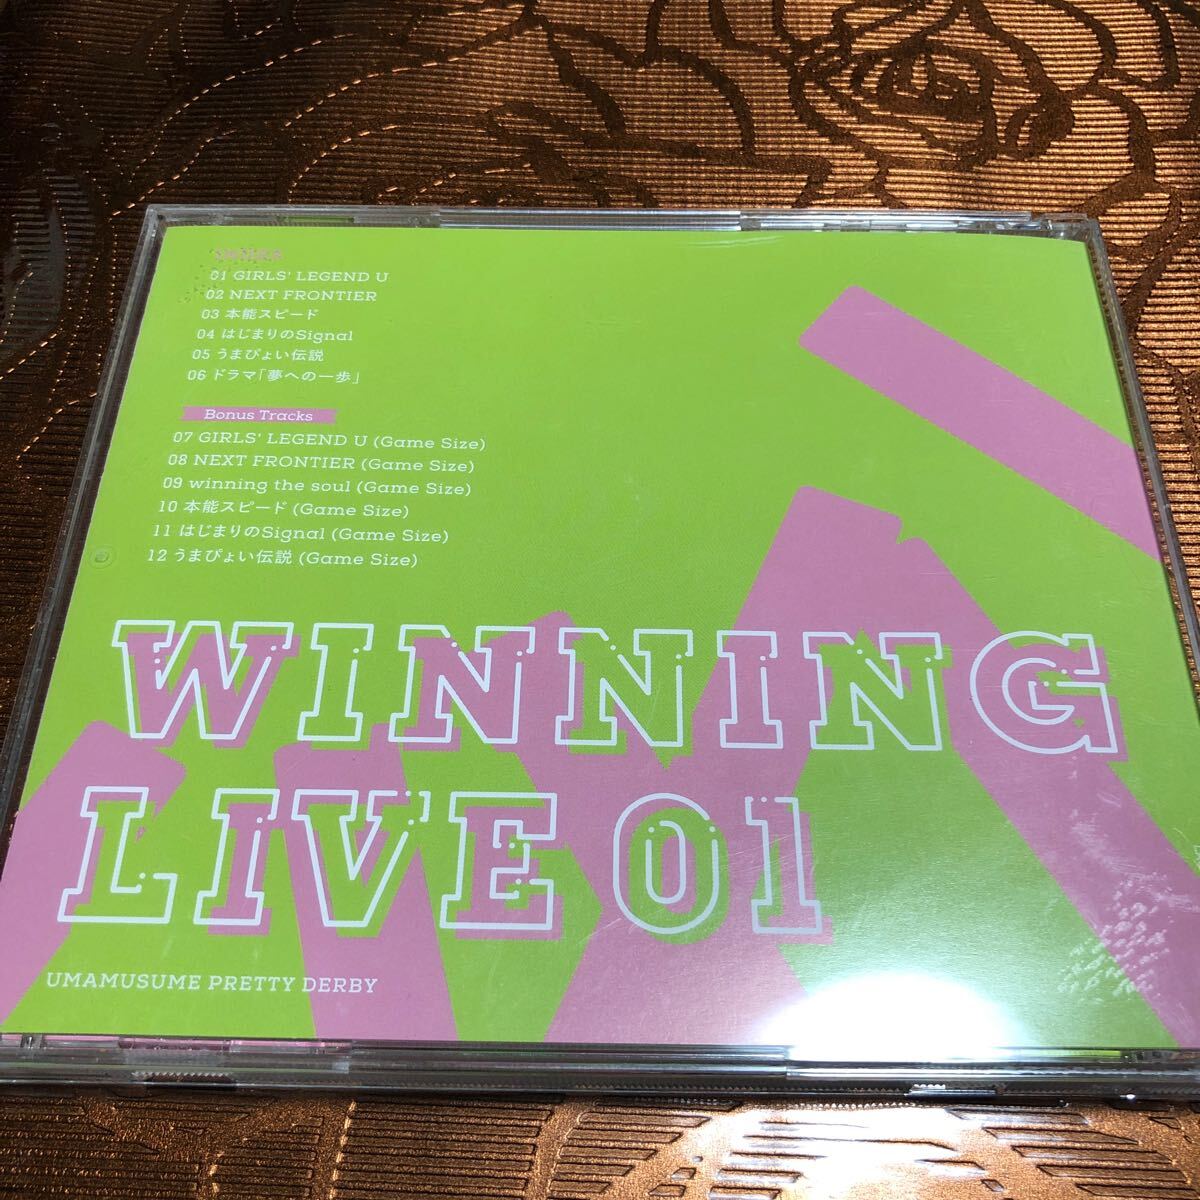 01 GIRLS' LEGEND U
02 NEXT FRONTIER
03 本能スピード
04 はじまりのSignal
05 うまぴょい伝説
06 ドラマ「夢への一歩」
Bonus Tracks
07 GIRLS' LEGEND U (Game Size)
08 NEXT FRONTIER (Game Size)
09 winning the soul (Game Size)
10 本能スピード (Game Size)
11 はじまりのSignal (Game Size)
12 うまぴょい伝説 (Game Size)
WINNING
LIVE 01
UMAMUSUME PRETTY DERBY